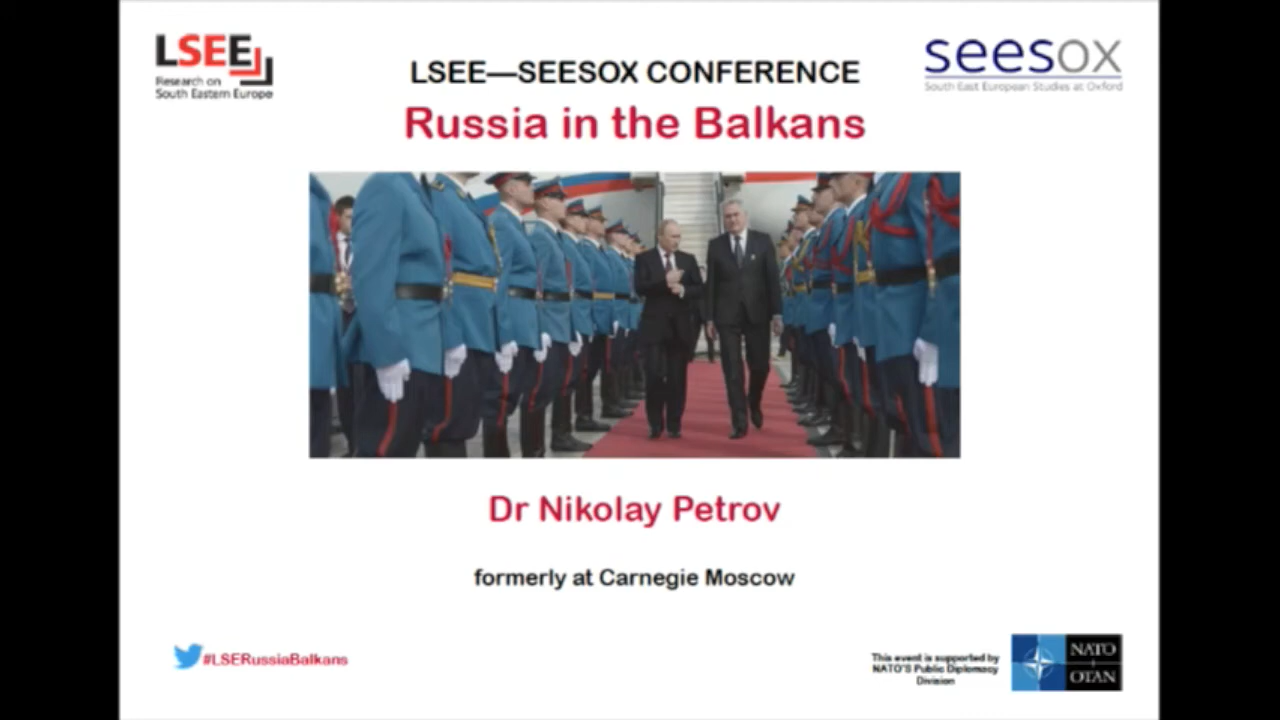 LSEE
Research on
South Eastern Europe
seesox
South East European Studies at Oxford
LSEE—SEESOX CONFERENCE
Russia in the Balkans
Dr Nikolay Petrov
formerly at Carnegie Moscow
#LSERussiaBalkans
This event is supported by
NATO'S Public Diplomacy
Division
NATO
OTAN